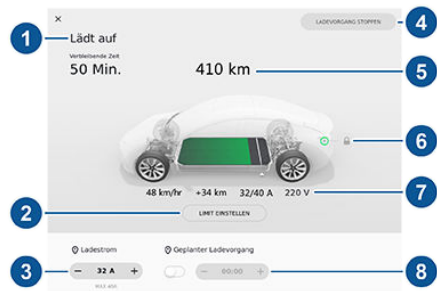 ×
LADEVORGANG STOPPEN
1
4
Lädt auf
Verbleibende Zeit
50 Min.
410 km
5
6
48 km/hr +34 km 32/40 A 220 V
7
2
LIMIT EINSTELLEN
Ladestrom
Geplanter Ladevorgang
3
− 32 A +
− 00:00 +
8